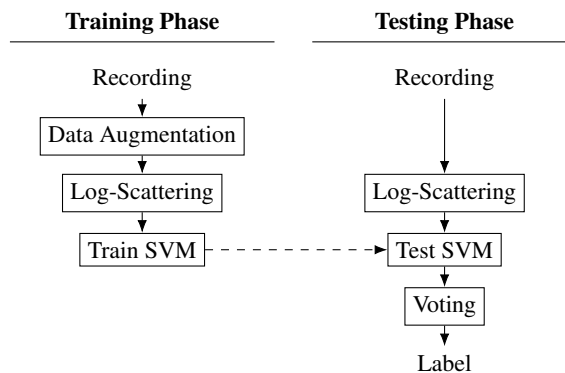 Training Phase
Recording
Data Augmentation
Log-Scattering
Train SVM
Testing Phase
Recording
Log-Scattering
Test SVM
Voting
Label